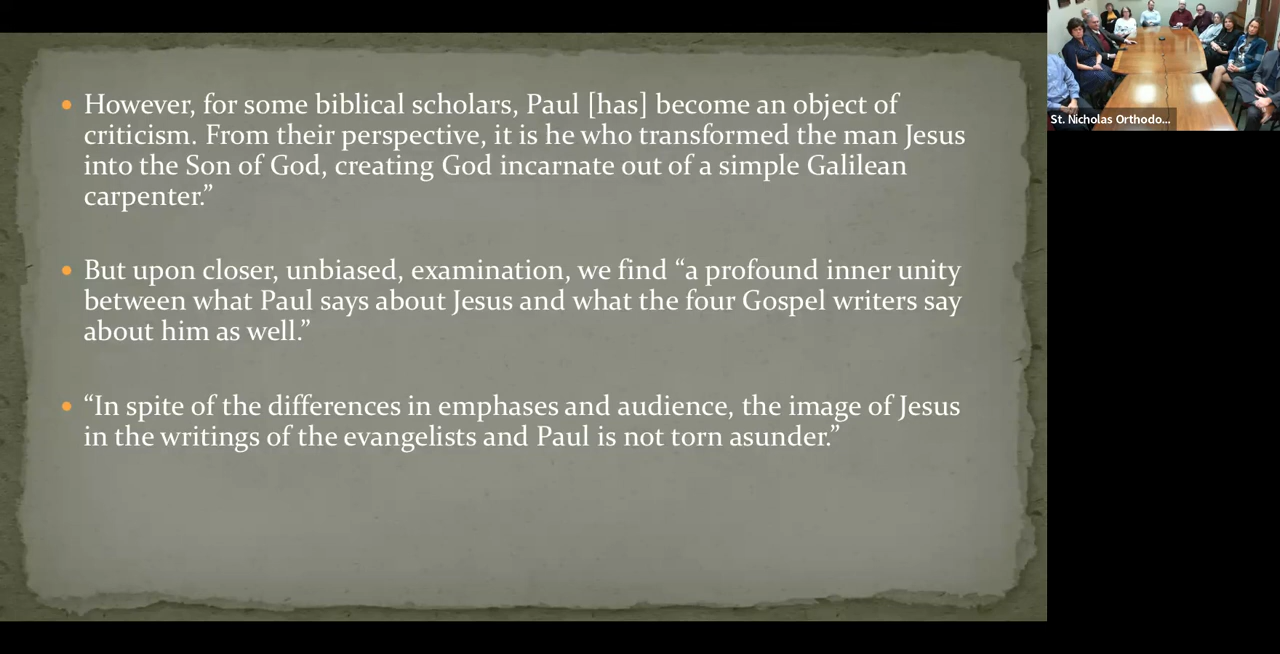 • However, for some biblical scholars, Paul [has] become an object of
criticism. From their perspective, it is he who transformed the man Jesus
into the Son of God, creating God incarnate out of a simple Galilean
carpenter.”
• But upon closer, unbiased, examination, we find “a profound inner unity
between what Paul says about Jesus and what the four Gospel writers say
about him as well.”
• “In spite of the differences in emphases and audience, the image of Jesus
in the writings of the evangelists and Paul is not torn asunder.”
St. Nicholas Orthodo...